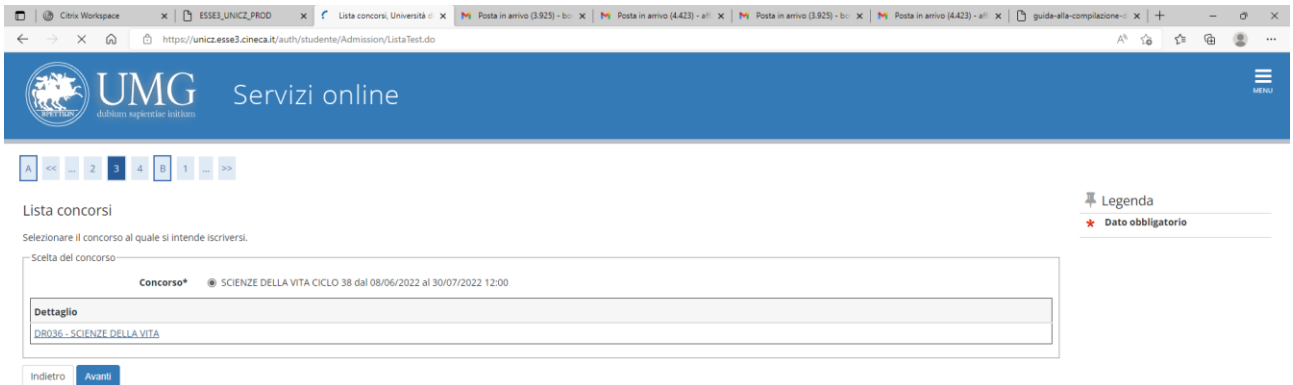 Citrix Workspace
ESSE3_UNICZ_PROD
Lista concorsi, Università d
Posta in arrivo (3.925) - bo
Posta in arrivo (4.423) - aff
Posta in arrivo (3.925) - bo
Posta in arrivo (4.423) - aff
guida-alla-compilazione-d
https://unicz.esse3.cineca.it/auth/studente/Admission/ListaTest.do
UMG
dubium sapientiae initium
Servizi online
MENU
A << ... 2 3 4 B 1 ... >>
Lista concorsi
Selezionare il concorso al quale si intende iscriversi.
Scelta del concorso
Concorso* SCIENZE DELLA VITA CICLO 38 dal 08/06/2022 al 30/07/2022 12:00
Dettaglio
DR036 - SCIENZE DELLA VITA
Indietro Avanti
Legenda
* Dato obbligatorio